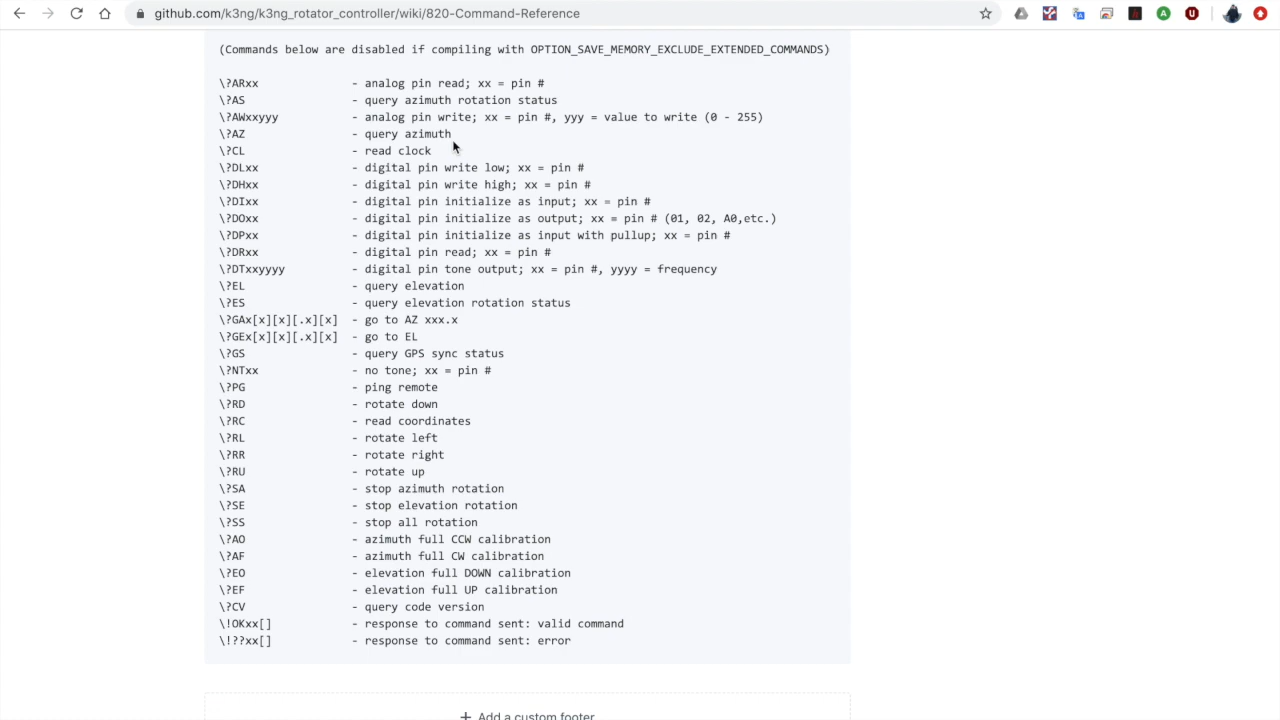 github.com/k3ng/k3ng_rotator_controller/wiki/820-Command-Reference
(Commands below are disabled if compiling with OPTION_SAVE_MEMORY_EXCLUDE_EXTENDED_COMMANDS)
\?ARxx - analog pin read; xx = pin #
\?AS - query azimuth rotation status
\?AWxxyyy - analog pin write; xx = pin #, yyy = value to write (0 - 255)
\?AZ - query azimuth
\?CL - read clock
\?DLxx - digital pin write low; xx = pin #
\?DHxx - digital pin write high; xx = pin #
\?DIxx - digital pin initialize as input; xx = pin #
\?DOxx - digital pin initialize as output; xx = pin # (01, 02, A0,etc.)
\?DPxx - digital pin initialize as input with pullup; xx = pin #
\?DRxx - digital pin read; xx = pin #
\?DTxxyyyy - digital pin tone output; xx = pin #, yyyy = frequency
\?EL - query elevation
\?ES - query elevation rotation status
\?GAx[x][x][.x][x] - go to AZ xxx.x
\?GEx[x][x][.x][x] - go to EL
\?GS - query GPS sync status
\?NTxx - no tone; xx = pin #
\?PG - ping remote
\?RD - rotate down
\?RC - read coordinates
\?RL - rotate left
\?RR - rotate right
\?RU - rotate up
\?SA - stop azimuth rotation
\?SE - stop elevation rotation
\?SS - stop all rotation
\?AO - azimuth full CCW calibration
\?AF - azimuth full CW calibration
\?EO - elevation full DOWN calibration
\?EF - elevation full UP calibration
\?CV - query code version
\!OKxx[] - response to command sent: valid command
\!??xx[] - response to command sent: error
+ Add a custom footer